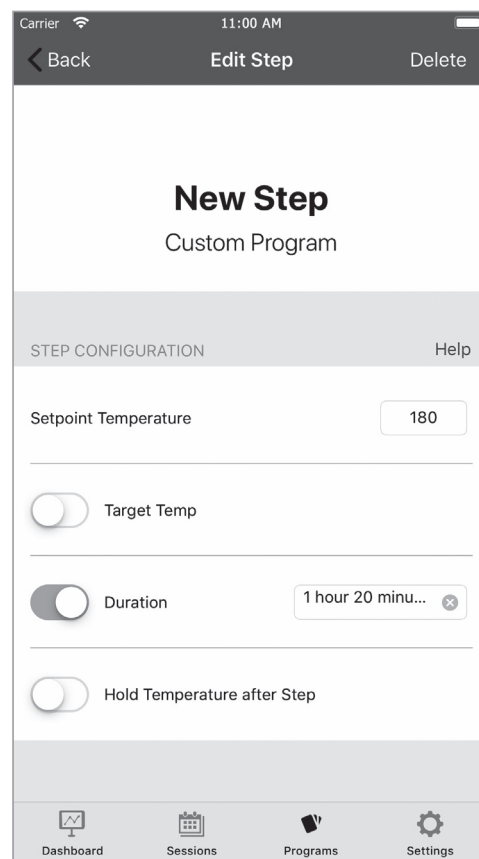 Carrier 11:00 AM
Back Edit Step Delete
New Step
Custom Program
STEP CONFIGURATION Help
Setpoint Temperature 180
Target Temp
Duration 1 hour 20 minu...
Hold Temperature after Step
Dashboard Sessions Programs Settings